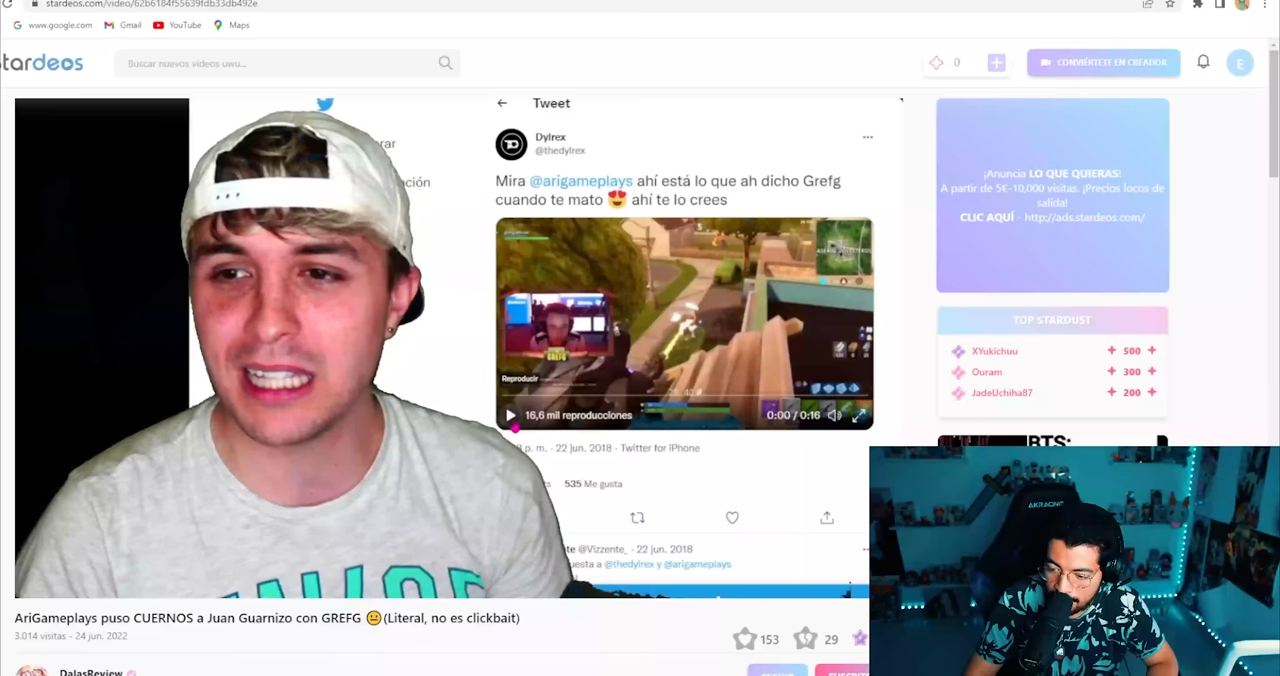 stardeos.com/video/62b6184f55639fdb33db492e
www.google.com
Gmail
YouTube
Maps
stardeos
Buscar nuevos videos uwu...
0
CONVIÉRTETE EN CREADOR
E
Tweet
Dylrex
@thedylrex
Mira @arigameplays ahí está lo que ah dicho Grefg
cuando te mato 😍 ahí te lo crees
GREFG
Reproducir
16,6 mil reproducciones
0:00 / 0:16
p. m. · 22 jun. 2018 · Twitter for iPhone
535 Me gusta
@Vizzente_ · 22 jun. 2018
@thedylrex y @arigameplays
¡Anuncia LO QUE QUIERAS!
A partir de 5€-10,000 visitas. ¡Precios locos de
salida!
CLIC AQUÍ - http://ads.stardeos.com/
TOP STARDUST
XYukichuu
500
Ouram
300
JadeUchiha87
200
BTS:
AKRACING
AriGameplays puso CUERNOS a Juan Guarnizo con GREFG 😐(Literal, no es clickbait)
3.014 visitas - 24 jun. 2022
153
29
DalasReview